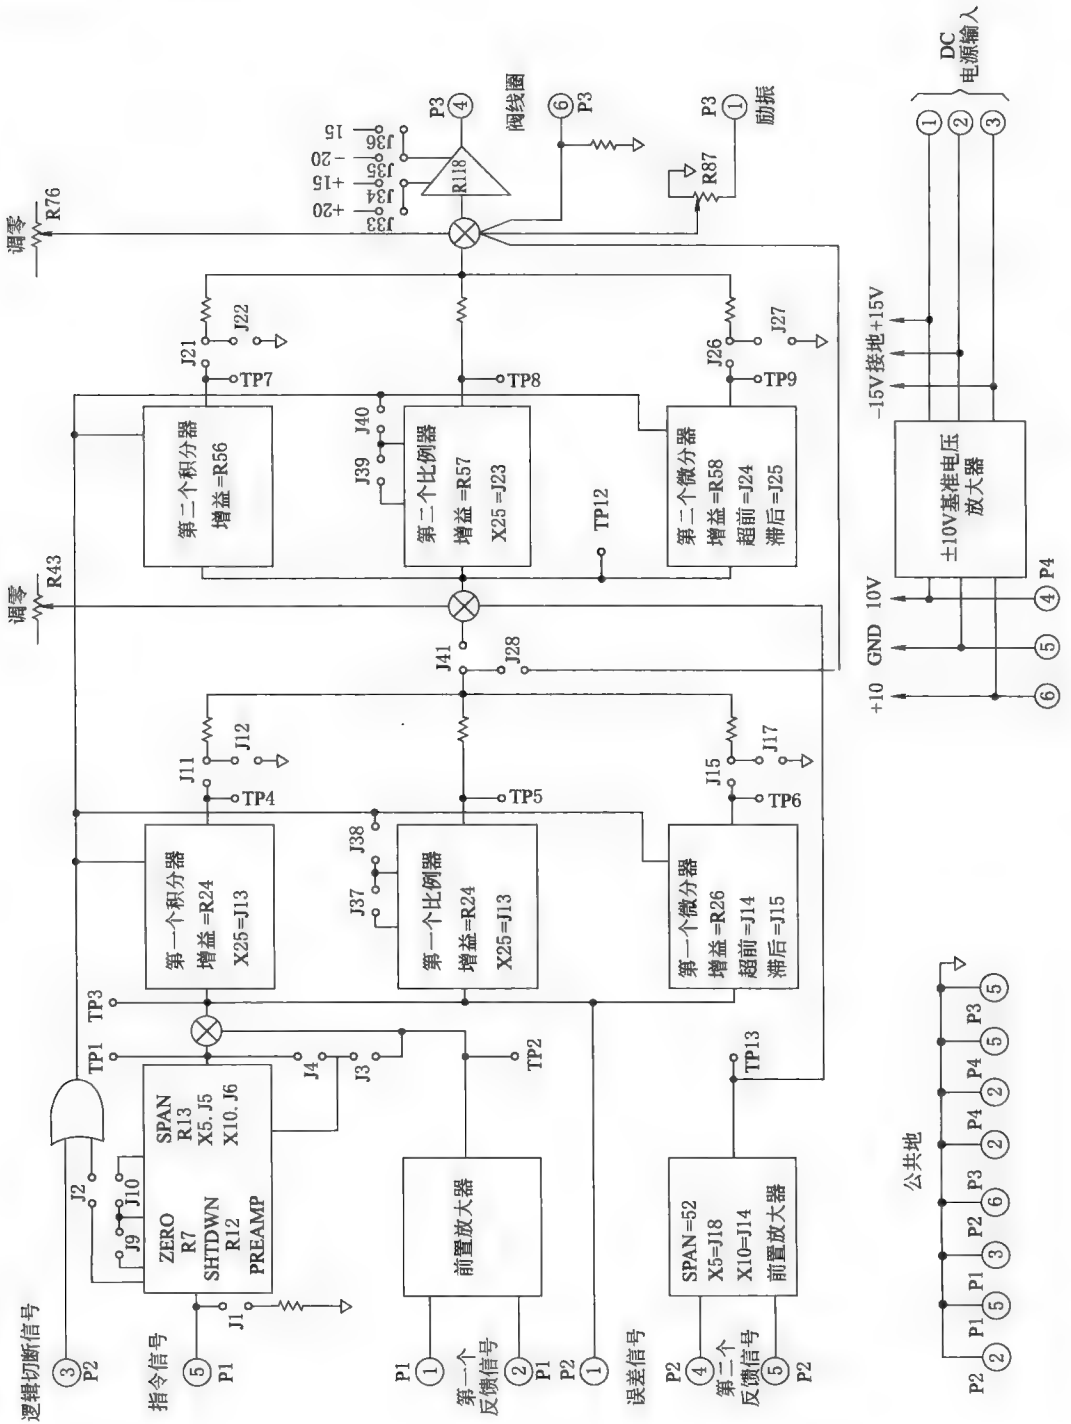 逻辑切断信号
3
P2
指令信号
5
P1
J1
J2
J9
J10
ZERO
R7
SHTDWN
R12
PREAMP
SPAN
R13
X5. J5
X10. J6
TP1
TP3
J4
J3
TP2
P1
1
第一个
反馈信号
2
P1
前置放大器
P2
1
误差信号
P2
4
第二个
反馈信号
5
P2
SPAN=52
X5=J18
X10=J14
前置放大器
TP13
第一个积分器
增益=R24
X25=J13
TP4
J11
J12
J37
J38
第一个比例器
增益=R24
X25=J13
TP5
第一个微分器
增益=R26
超前=J14
滞后=J15
TP6
J15
J17
J41
J28
调零
R43
TP12
第二个积分器
增益=R56
TP7
J21
J22
J39
J40
第二个比例器
增益=R57
X25=J23
TP8
第二个微分器
增益=R58
超前=J24
滞后=J25
TP9
J26
J27
调零
R76
+20
+15
-20
15
J33
J34
J35
J36
R118
P3
4
阀线圈
6
P3
R87
P3
1
励振
公共地
P2
2
P1
5
P1
3
P2
6
P3
2
P4
2
P4
5
P3
5
+10
GND
10V
6
5
4
P4
±10V基准电压
放大器
-15V
接地
+15V
1
2
3
DC
电源输入